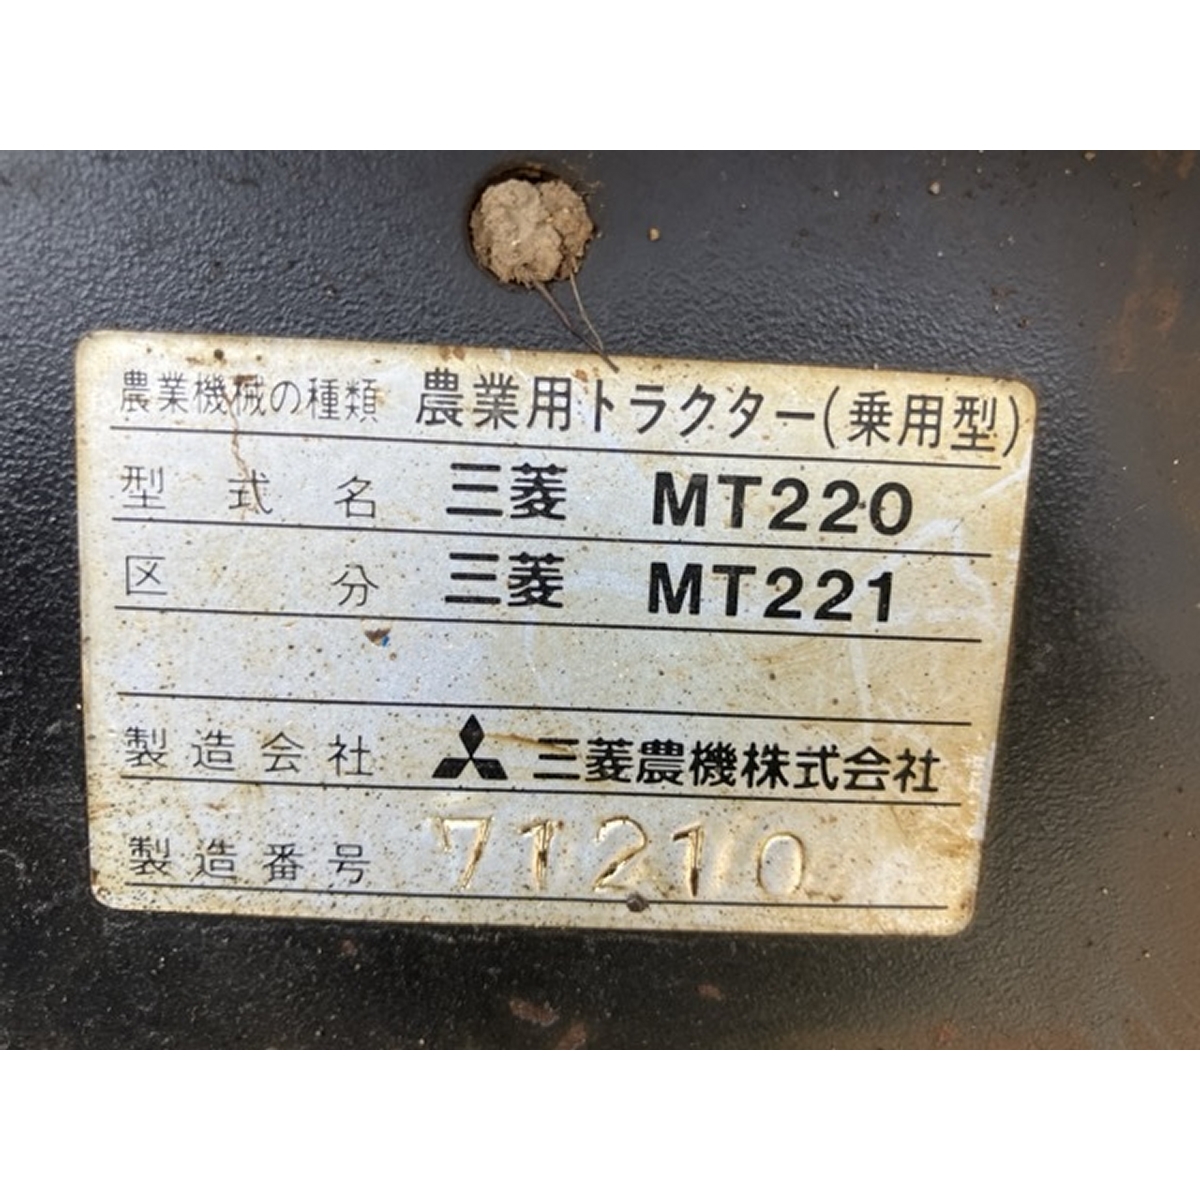 農業機械の種類 農業用トラクター(乗用型)
型式名 三菱 MT220
区分 三菱 MT221
製造会社 三菱農機株式会社
製造番号 71210